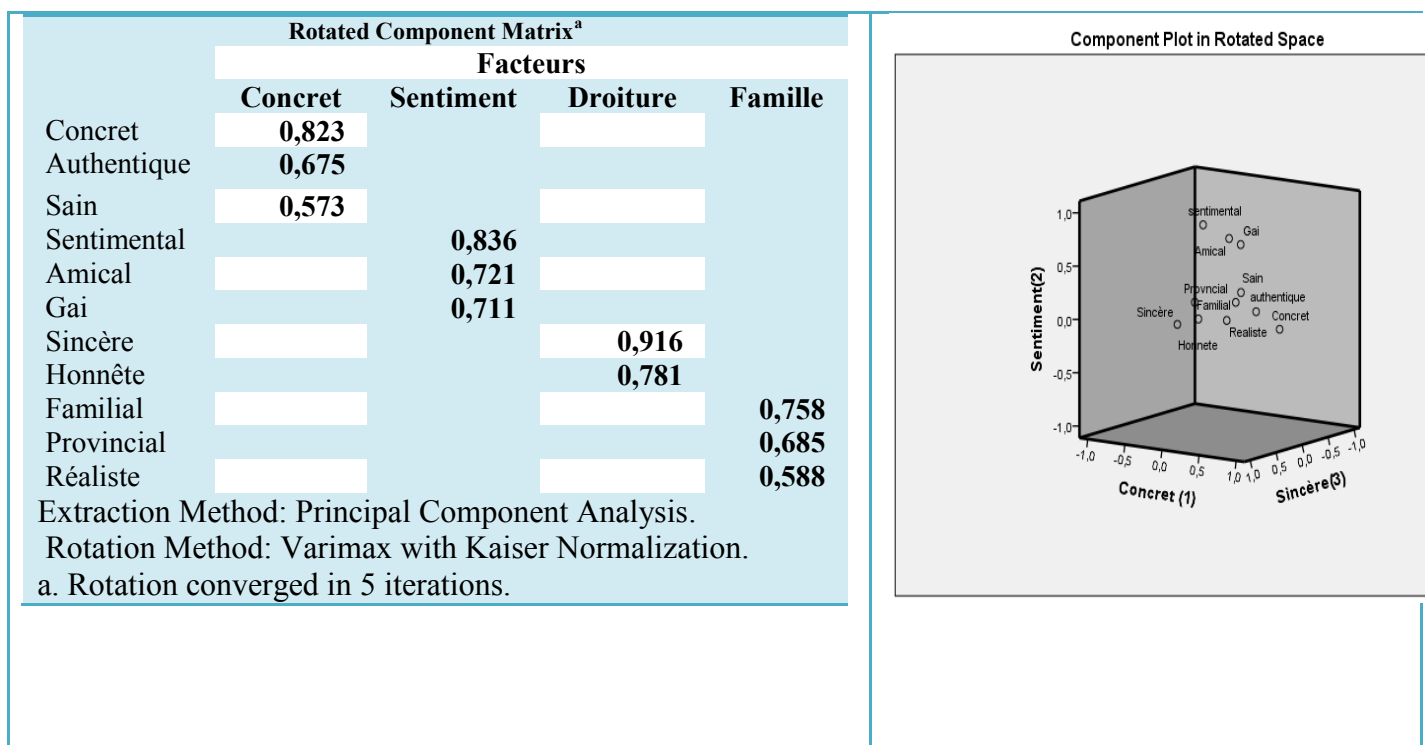 Rotated Component Matrixᵃ
Facteurs
Concret Sentiment Droiture Famille
Concret 0,823
Authentique 0,675
Sain 0,573
Sentimental 0,836
Amical 0,721
Gai 0,711
Sincère 0,916
Honnête 0,781
Familial 0,758
Provincial 0,685
Réaliste 0,588
Extraction Method: Principal Component Analysis.
Rotation Method: Varimax with Kaiser Normalization.
a. Rotation converged in 5 iterations.
Component Plot in Rotated Space
Sentiment(2)
1,0
0,5
0,0
-0,5
-1,0
sentimental
Gai
Amical
Sain
Provncial
authentique
Familial
Sincère
Concret
Realiste
Honnete
-1,0 -0,5 0,0 0,5 1,0
Concret (1)
1,0 0,5 0,0 -0,5 -1,0
Sincère(3)